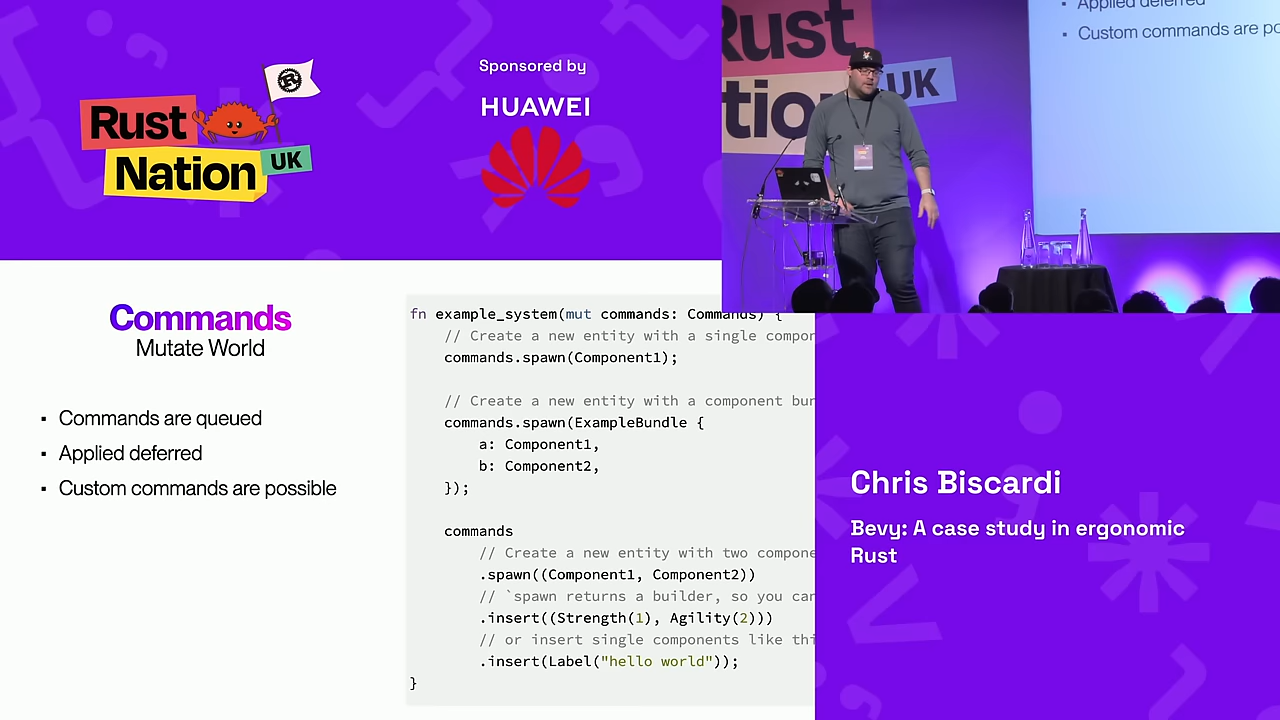 Rust
Nation
UK
Sponsored by
HUAWEI
Rust
tio
UK
Applied deferred
Custom commands are po
Commands
Mutate World
▪ Commands are queued
▪ Applied deferred
▪ Custom commands are possible
fn example_system(mut commands: Commands) {
// Create a new entity with a single compon
commands.spawn(Component1);
// Create a new entity with a component bun
commands.spawn(ExampleBundle {
a: Component1,
b: Component2,
});
commands
// Create a new entity with two compone
.spawn((Component1, Component2))
// `spawn returns a builder, so you can
.insert((Strength(1), Agility(2)))
// or insert single components like thi
.insert(Label("hello world"));
}
Chris Biscardi
Bevy: A case study in ergonomic
Rust